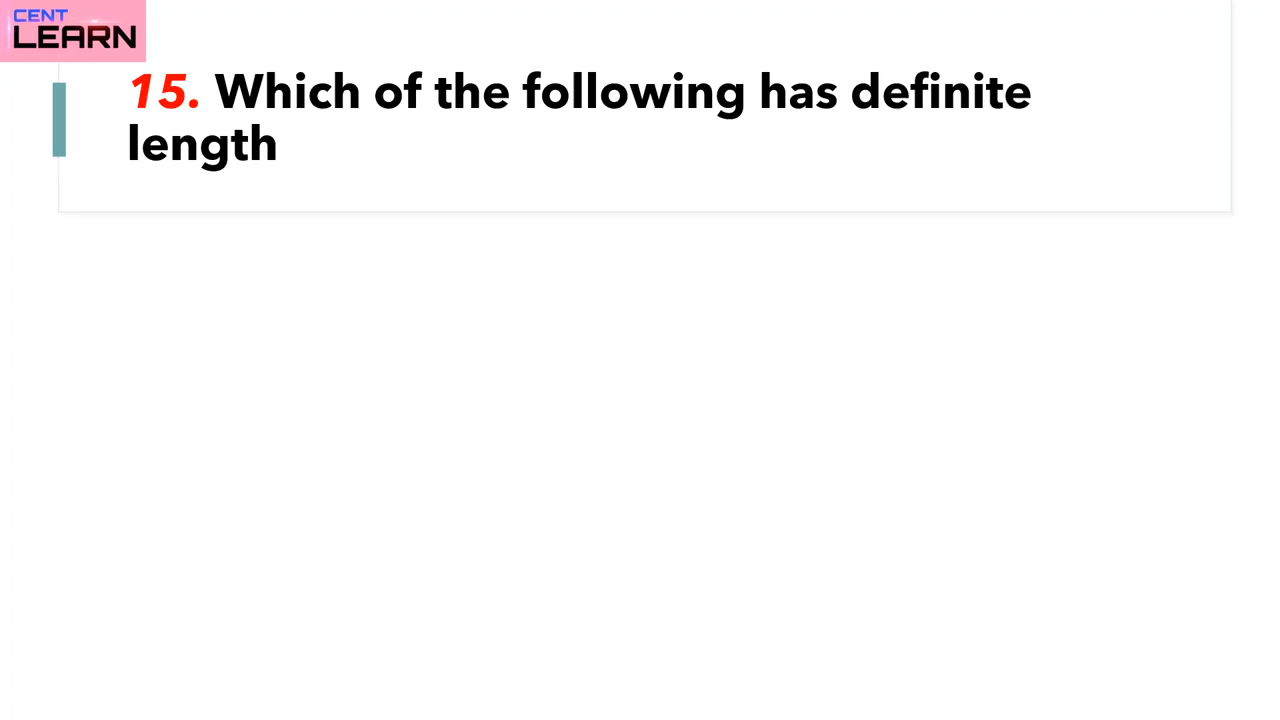 CENT
LEARN
15. Which of the following has definite
length